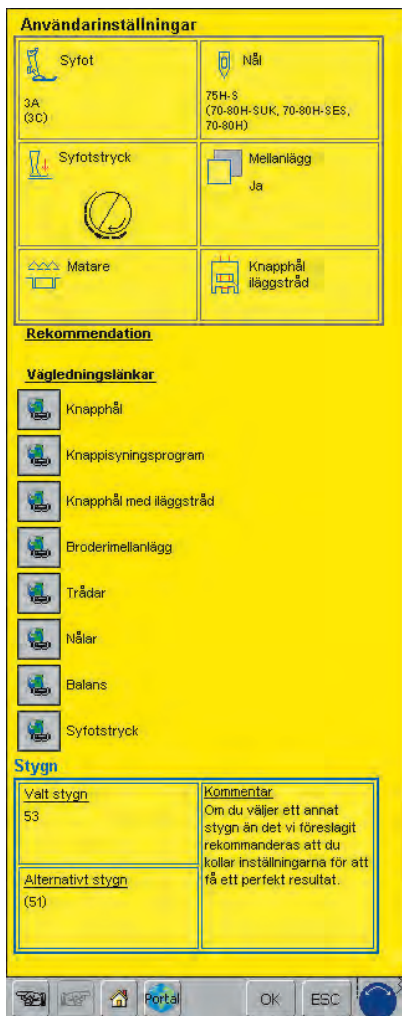 Användarinställningar
Syfot
3A
(3C)
Nål
75H-S
(70-80H-SUK, 70-80H-SES,
70-80H)
Syfotstryck
Mellanlägg
Ja
Matare
Knapphål
iläggstråd
Rekommendation
Vägledningslänkar
Knapphål
Knappisyningsprogram
Knapphål med iläggstråd
Broderimellanlägg
Trådar
Nålar
Balans
Syfotstryck
Stygn
Valt stygn
53
Alternativt stygn
(51)
Kommentar
Om du väljer ett annat
stygn än det vi föreslagit
rekommanderas att du
kollar inställningarna för att
få ett perfekt resultat.
Portal
OK
ESC